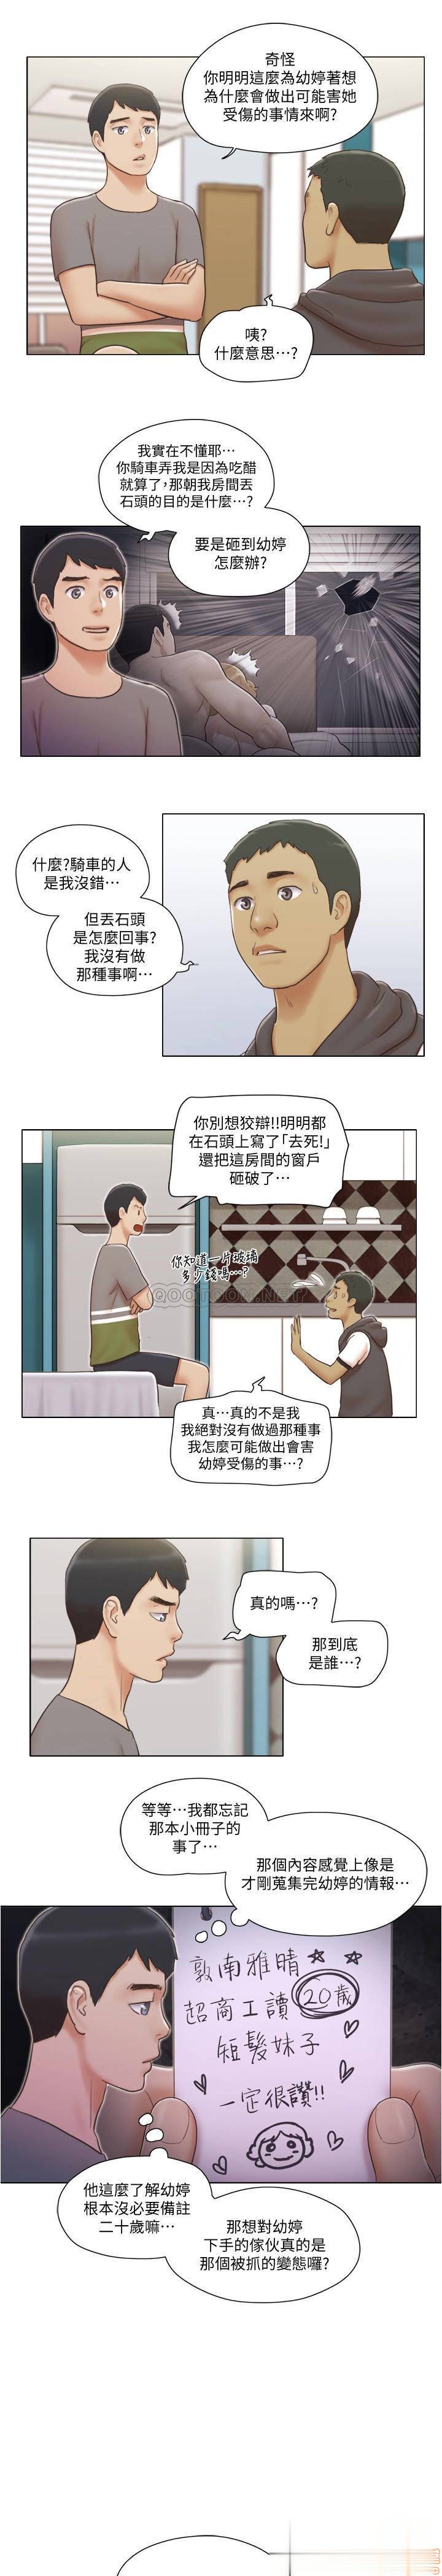 奇怪
你明明這麼為幼婷著想
為什麼會做出可能害她
受傷的事情來啊?
咦?
什麼意思…?
我實在不懂耶…
你騎車弄我是因為吃醋
就算了,那朝我房間丟
石頭的目的是什麼…?
要是砸到幼婷
怎麼辦?
什麼?騎車的人
是我沒錯…
但丟石頭
是怎麼回事?
我沒有做
那種事啊…
你別想狡辯!!明明都
在石頭上寫了「去死!」
還把這房間的窗戶
砸破了…
你知道一片玻璃
多少錢嗎…?
QQTOON.NET
真…真的不是我
我絕對沒有做過那種事
我怎麼可能做出會害
幼婷受傷的事…?
真的嗎…?
那到底
是誰…?
等等…我都忘記
那本小冊子的
事了…
那個內容感覺上像是
才剛蒐集完幼婷的情報…
敦南雅晴☆☆
超商工讀 20歲
短髮妹子
一定很讚!!
他這麼了解幼婷
根本沒必要備註
二十歲嘛…
那想對幼婷
下手的傢伙真的是
那個被抓的變態囉?